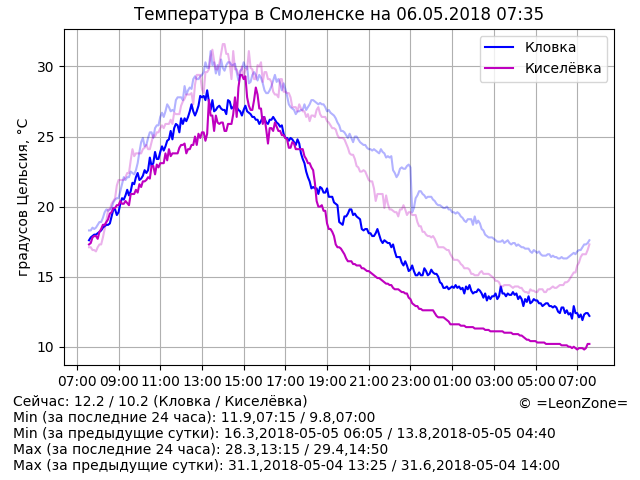 Температура в Смоленске на 06.05.2018 07:35
Кловка
Киселёвка
градусов Цельсия, °C
30
25
20
15
10
07:00 09:00 11:00 13:00 15:00 17:00 19:00 21:00 23:00 01:00 03:00 05:00 07:00
Сейчас: 12.2 / 10.2 (Кловка / Киселёвка)
© =LeonZone=
Min (за последние 24 часа): 11.9,07:15 / 9.8,07:00
Min (за предыдущие сутки): 16.3,2018-05-05 06:05 / 13.8,2018-05-05 04:40
Max (за последние 24 часа): 28.3,13:15 / 29.4,14:50
Max (за предыдущие сутки): 31.1,2018-05-04 13:25 / 31.6,2018-05-04 14:00